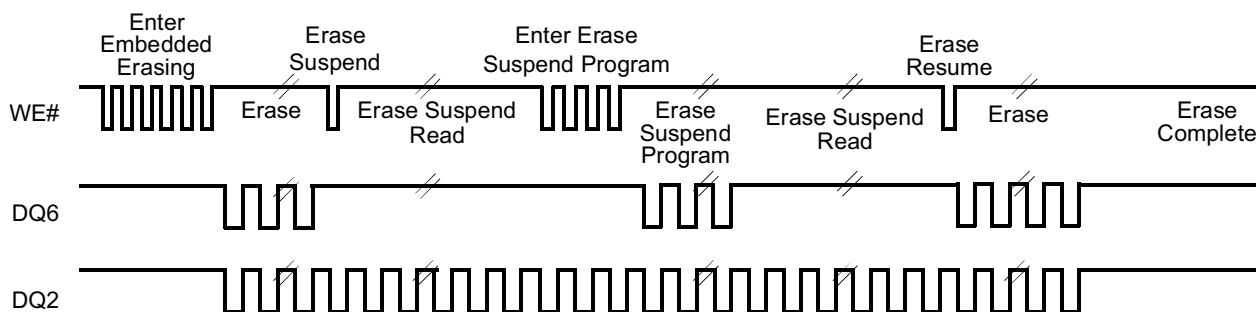 Enter
Embedded
Erasing
Erase
Suspend
Enter Erase
Suspend Program
Erase
Resume
WE#
Erase
Erase Suspend
Read
Erase
Suspend
Program
Erase Suspend
Read
Erase
Erase
Complete
DQ6
DQ2